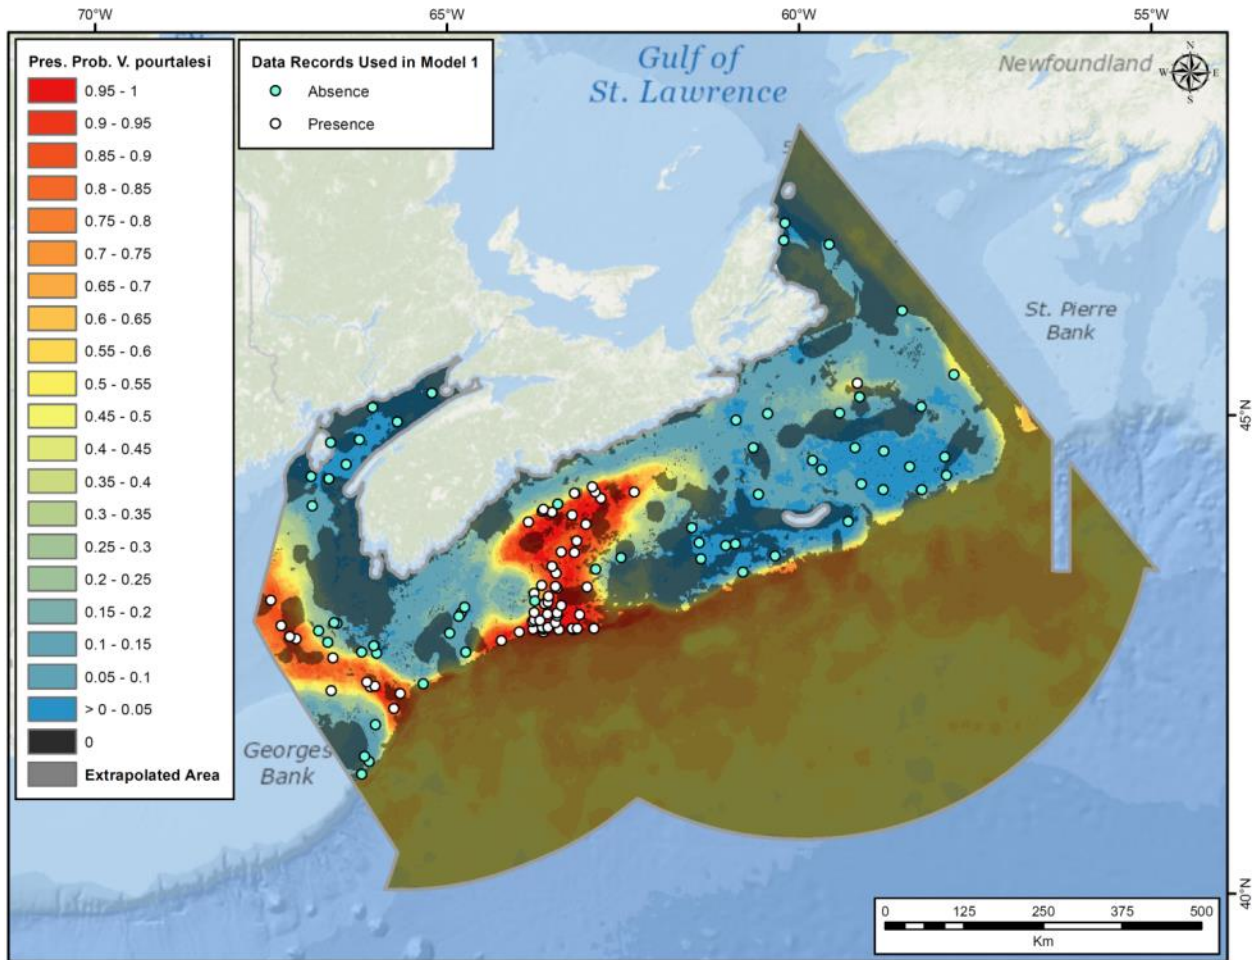 70°W
65°W
60°W
55°W
Pres. Prob. V. pourtalesi
0.95 - 1
0.9 - 0.95
0.85 - 0.9
0.8 - 0.85
0.75 - 0.8
0.7 - 0.75
0.65 - 0.7
0.6 - 0.65
0.55 - 0.6
0.5 - 0.55
0.45 - 0.5
0.4 - 0.45
0.35 - 0.4
0.3 - 0.35
0.25 - 0.3
0.2 - 0.25
0.15 - 0.2
0.1 - 0.15
0.05 - 0.1
> 0 - 0.05
0
Extrapolated Area
Data Records Used in Model 1
Absence
Presence
Gulf of
St. Lawrence
Newfoundland
N
W E
S
St. Pierre
Bank
45°N
Georges
Bank
40°N
0 125 250 375 500
Km